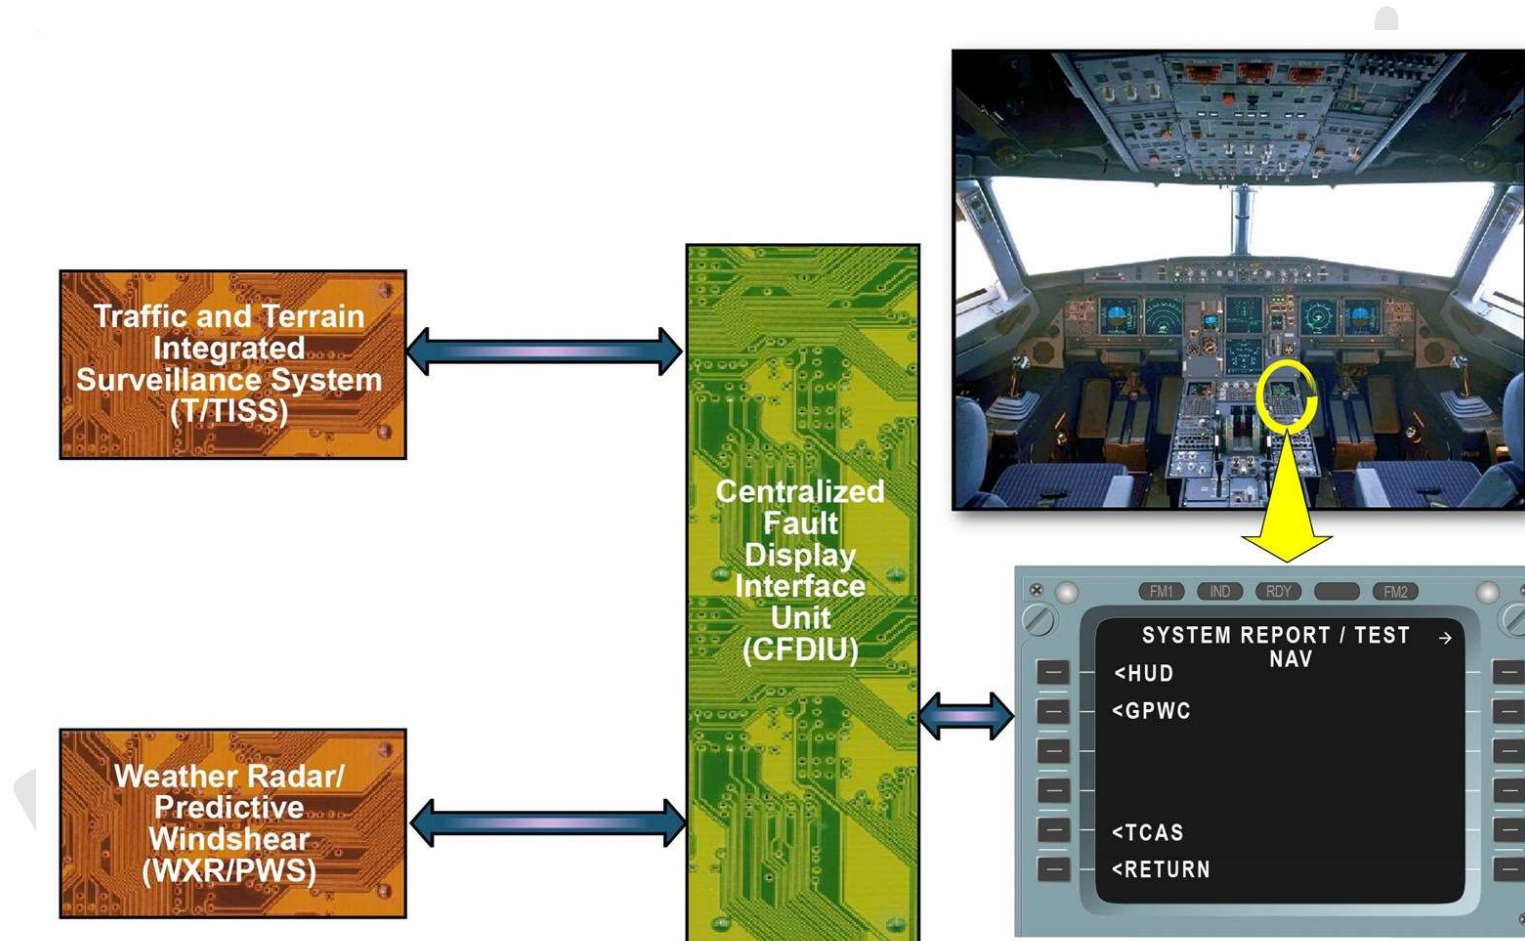 Traffic and Terrain
Integrated
Surveillance System
(T/TISS)
Centralized
Fault
Display
Interface
Unit
(CFDIU)
Weather Radar/
Predictive
Windshear
(WXR/PWS)
FM1 IND RDY FM2
SYSTEM REPORT / TEST →
NAV
<HUD
<GPWC
<TCAS
<RETURN